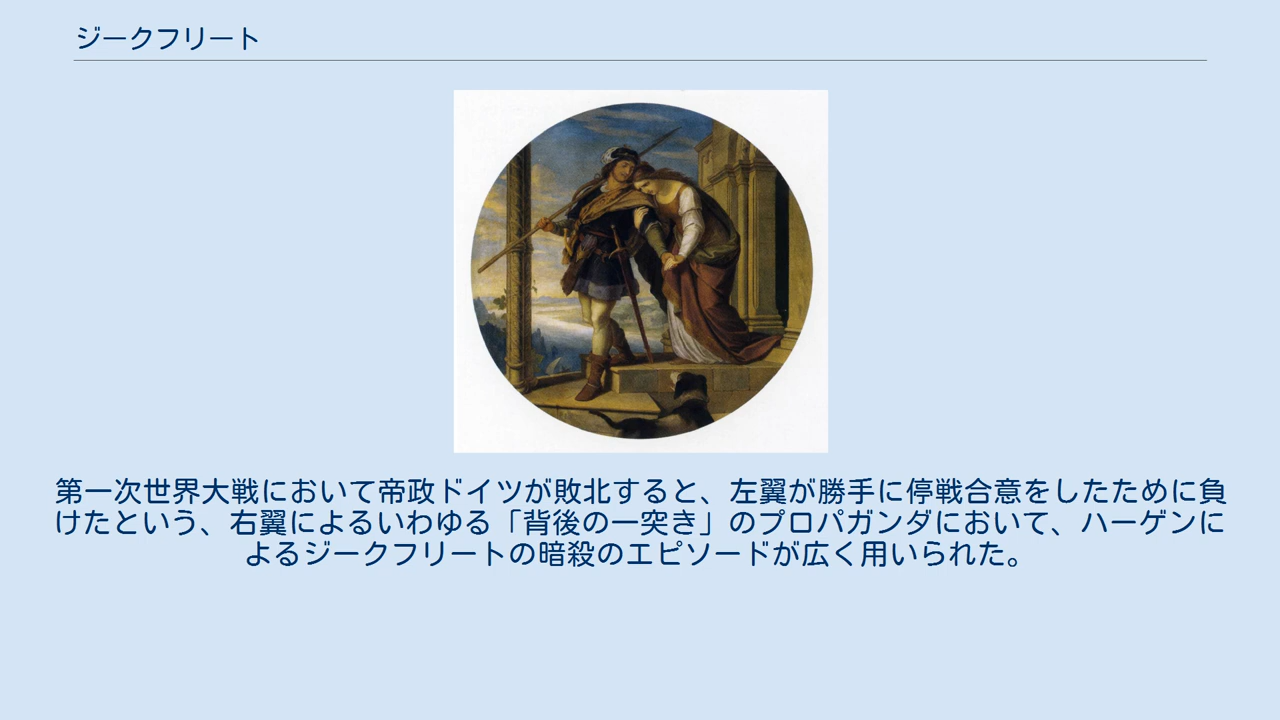 ジークフリート
第一次世界大戦において帝政ドイツが敗北すると、左翼が勝手に停戦合意をしたために負
けたという、右翼によるいわゆる「背後の一突き」のプロパガンダにおいて、ハーゲンに
よるジークフリートの暗殺のエピソードが広く用いられた。